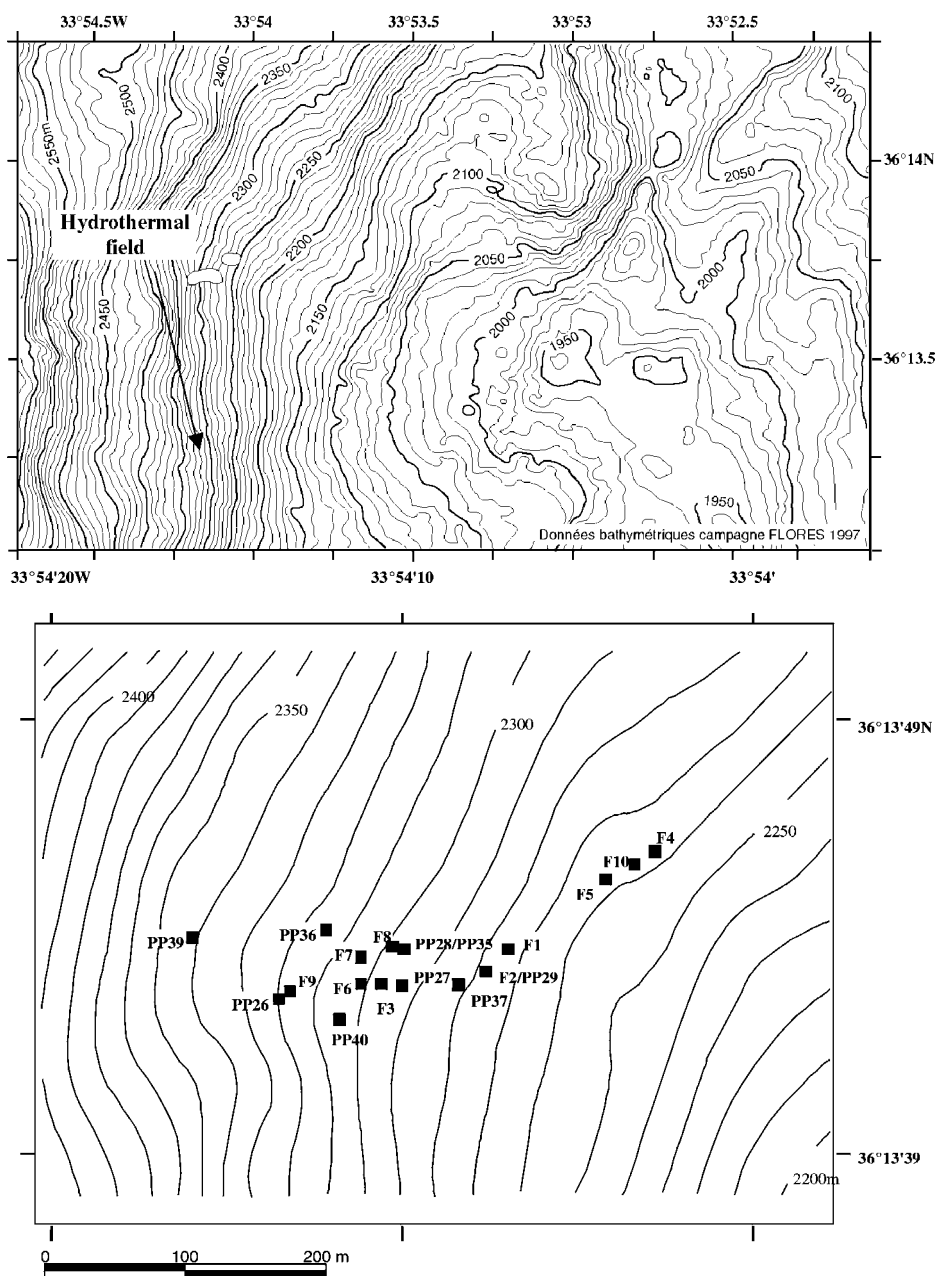 33°54.5W 33°54 33°53.5 33°53 33°52.5
2400
2350
2500
2550m
2100
36°14N
2250
2300
2100
2050
Hydrothermal
field
2200
2050
2000
2450
2150
2000
1950
36°13.5
1950
Données bathymétriques campagne FLORES 1997
33°54'20W 33°54'10 33°54'
2400
2350
2300
36°13'49N
2250
F4
F10
F5
PP39
PP36
F8
PP28/PP35
F1
F7
F9
F6
PP27
F2/PP29
PP26
F3
PP37
PP40
36°13'39
2200m
0 100 200 m